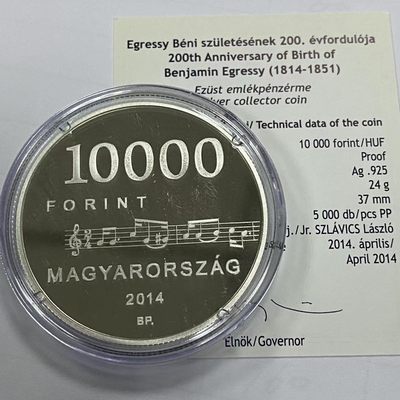 Egressy Béni születésének 200. évfordulója
200th Anniversary of Birth of
Benjamin Egressy (1814-1851)
Ezüst emlékpénzérme
collector coin
/ Technical data of the coin
10 000 forint/HUF
Proof
Ag .925
24 g
37 mm
5 000 db/pcs PP
j./Jr. SZLÁVICS László
2014. április/
April 2014
Elnök/Governor
10000
FORINT
MAGYARORSZÁG
2014
BP.